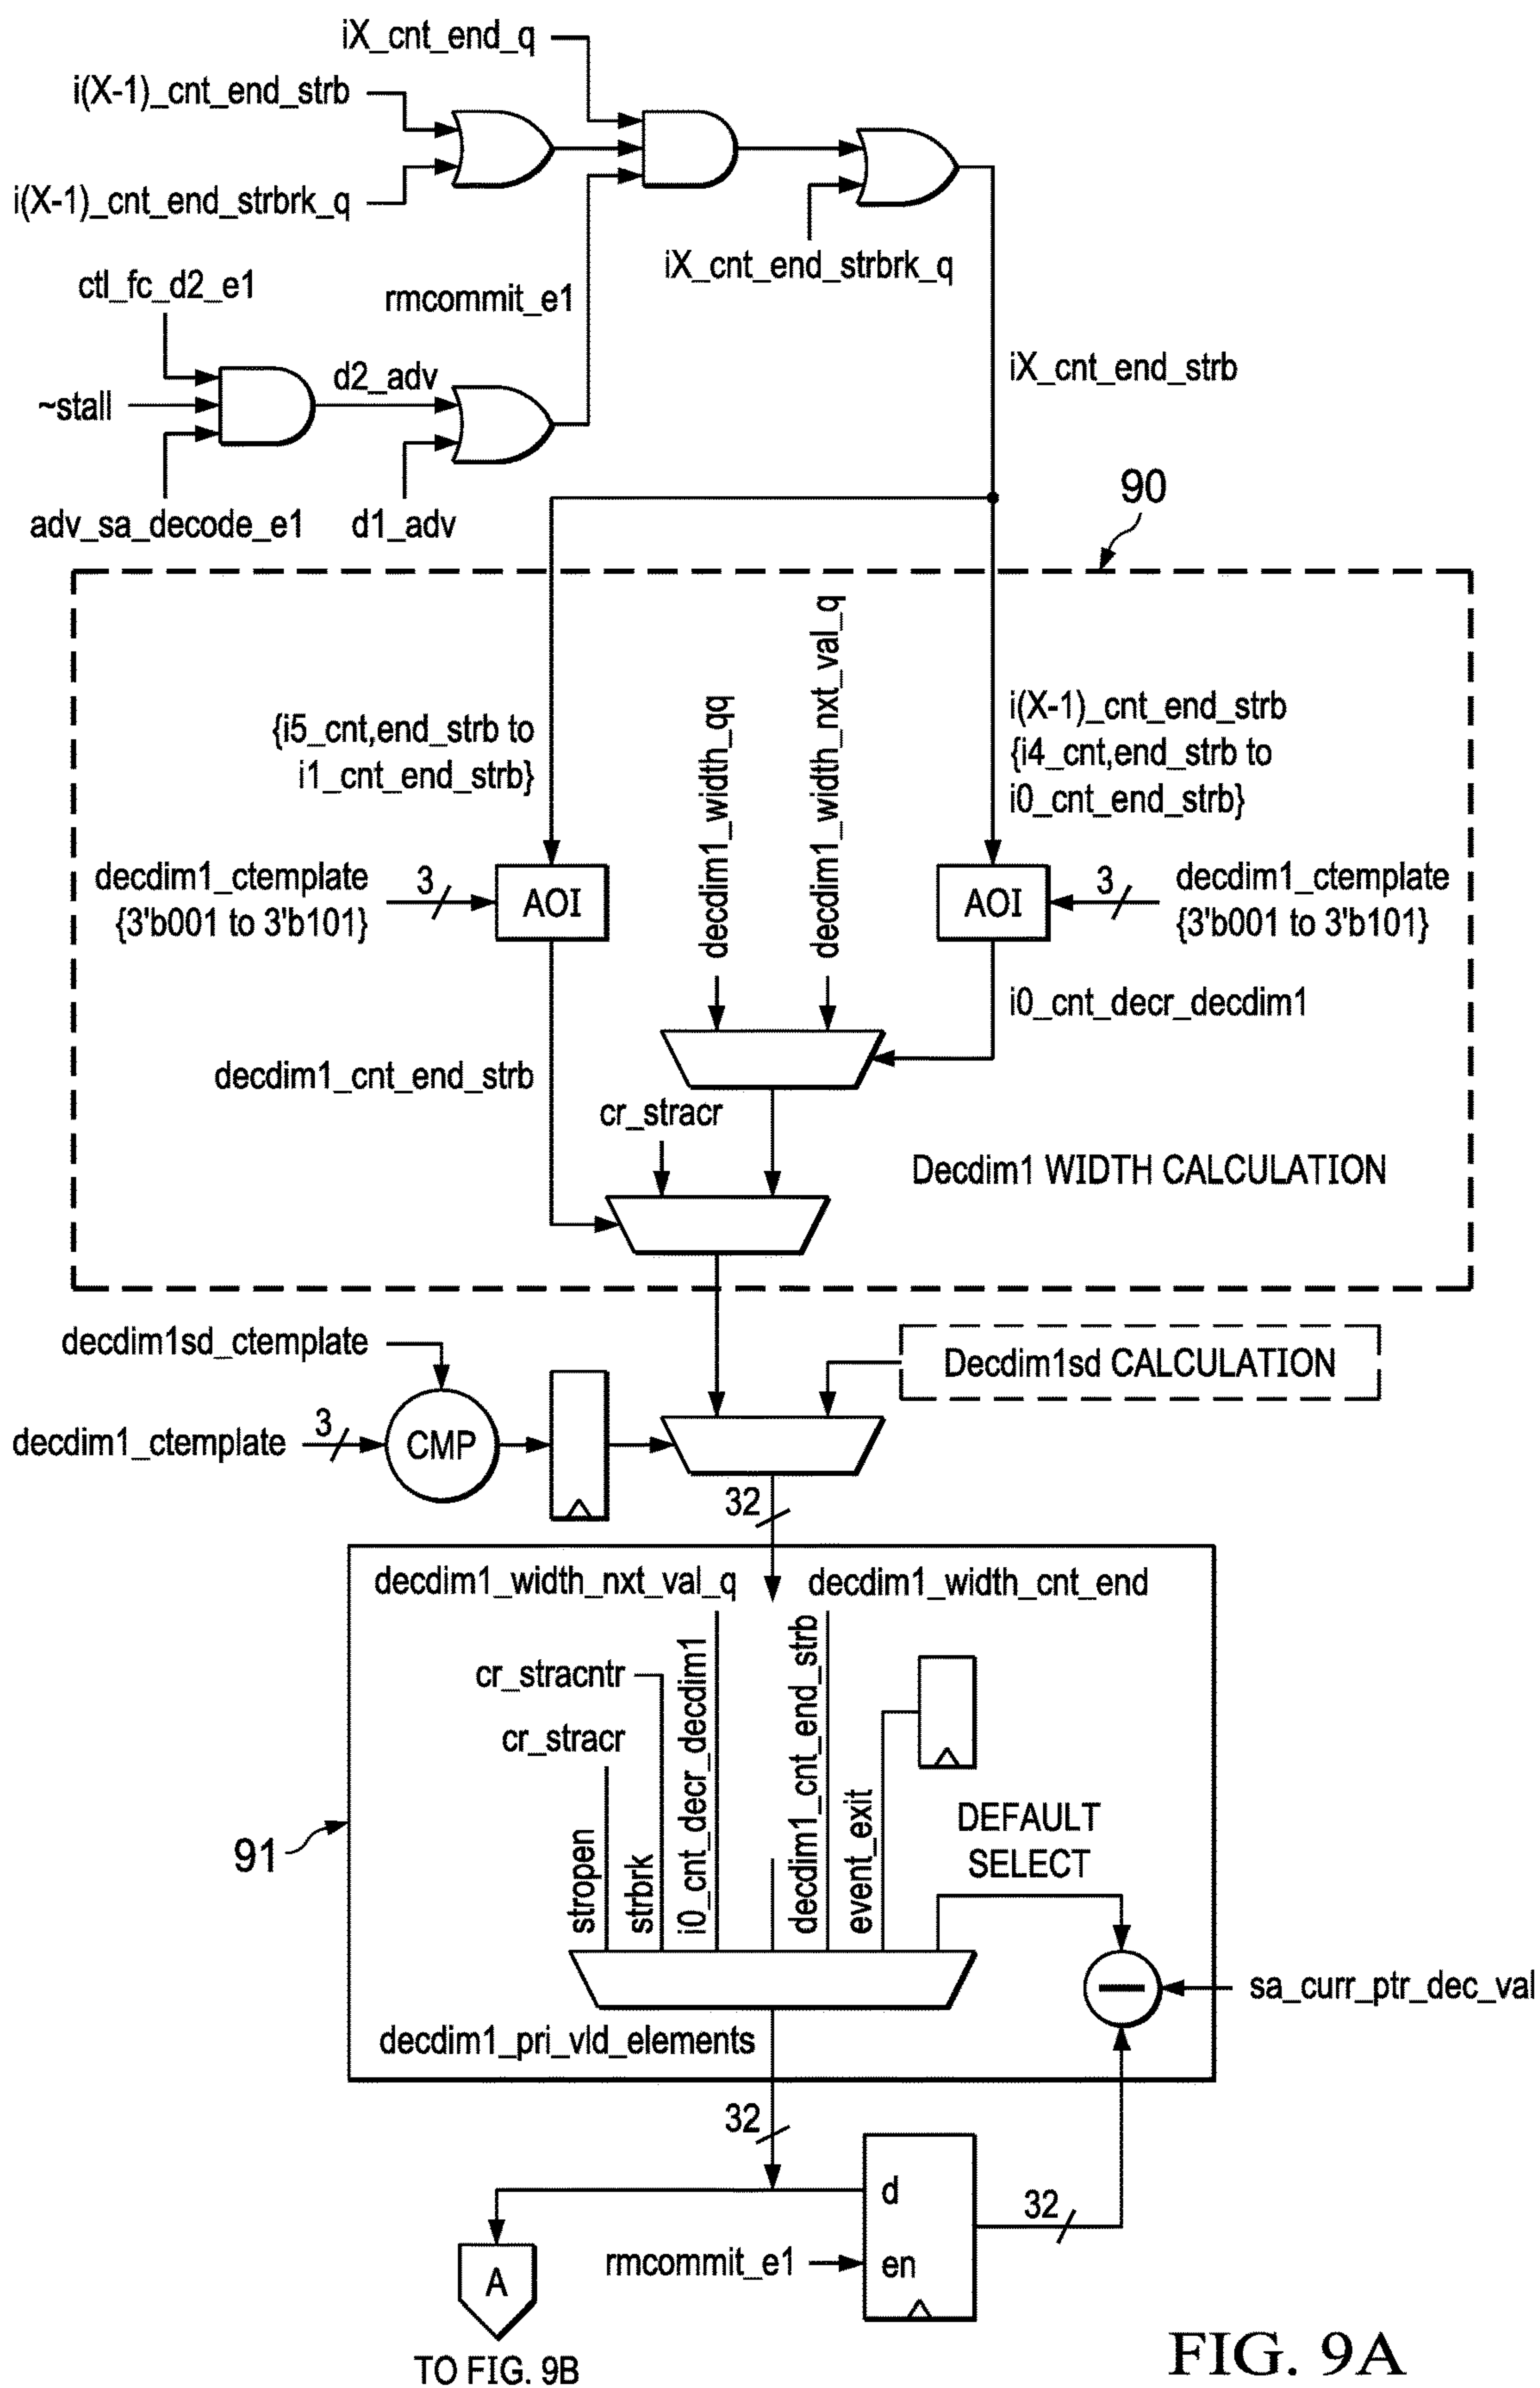 iX_cnt_end_q
i(X-1)_cnt_end_strb
i(X-1)_cnt_end_strbrk_q
iX_cnt_end_strbrk_q
ctl_fc_d2_e1
rmcommit_e1
iX_cnt_end_strb
d2_adv
~stall
adv_sa_decode_e1
d1_adv
90
decdim1_width_qq
decdim1_width_nxt_val_q
{i5_cnt,end_strb to
i1_cnt_end_strb}
i(X-1)_cnt_end_strb
{i4_cnt,end_strb to
i0_cnt_end_strb}
decdim1_ctemplate
{3'b001 to 3'b101}
3
AOI
AOI
3
decdim1_ctemplate
{3'b001 to 3'b101}
i0_cnt_decr_decdim1
decdim1_cnt_end_strb
cr_stracr
Decdim1 WIDTH CALCULATION
decdim1sd_ctemplate
Decdim1sd CALCULATION
decdim1_ctemplate
3
CMP
32
decdim1_width_nxt_val_q
decdim1_width_cnt_end
cr_stracntr
cr_stracr
stropen
strbrk
i0_cnt_decr_decdim1
decdim1_cnt_end_strb
event_exit
DEFAULT
SELECT
91
sa_curr_ptr_dec_val
decdim1_pri_vld_elements
32
d
32
rmcommit_e1
en
A
TO FIG. 9B
FIG. 9A